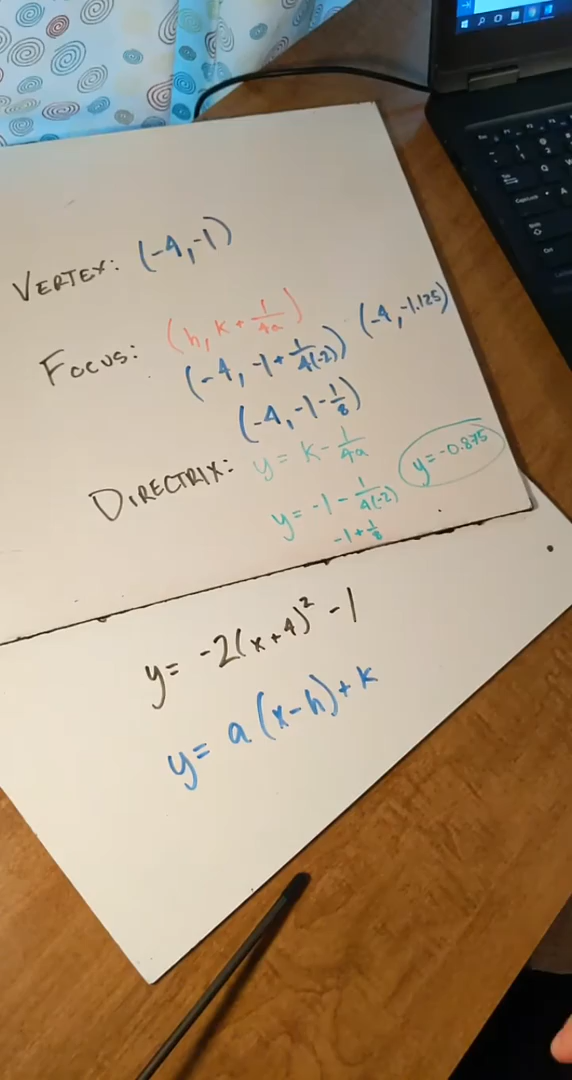 VERTEX: (-4, -1)
FOCUS: (h, k + 1/4a)
(-4, -1 + 1/4(-2)) (-4, -1.125)
(-4, -1 - 1/8)
DIRECTRIX: y = k - 1/4a
y = -0.875
y = -1 - 1/4(-2)
-1 + 1/8
y = -2(x+4)² - 1
y = a(x-h) + k